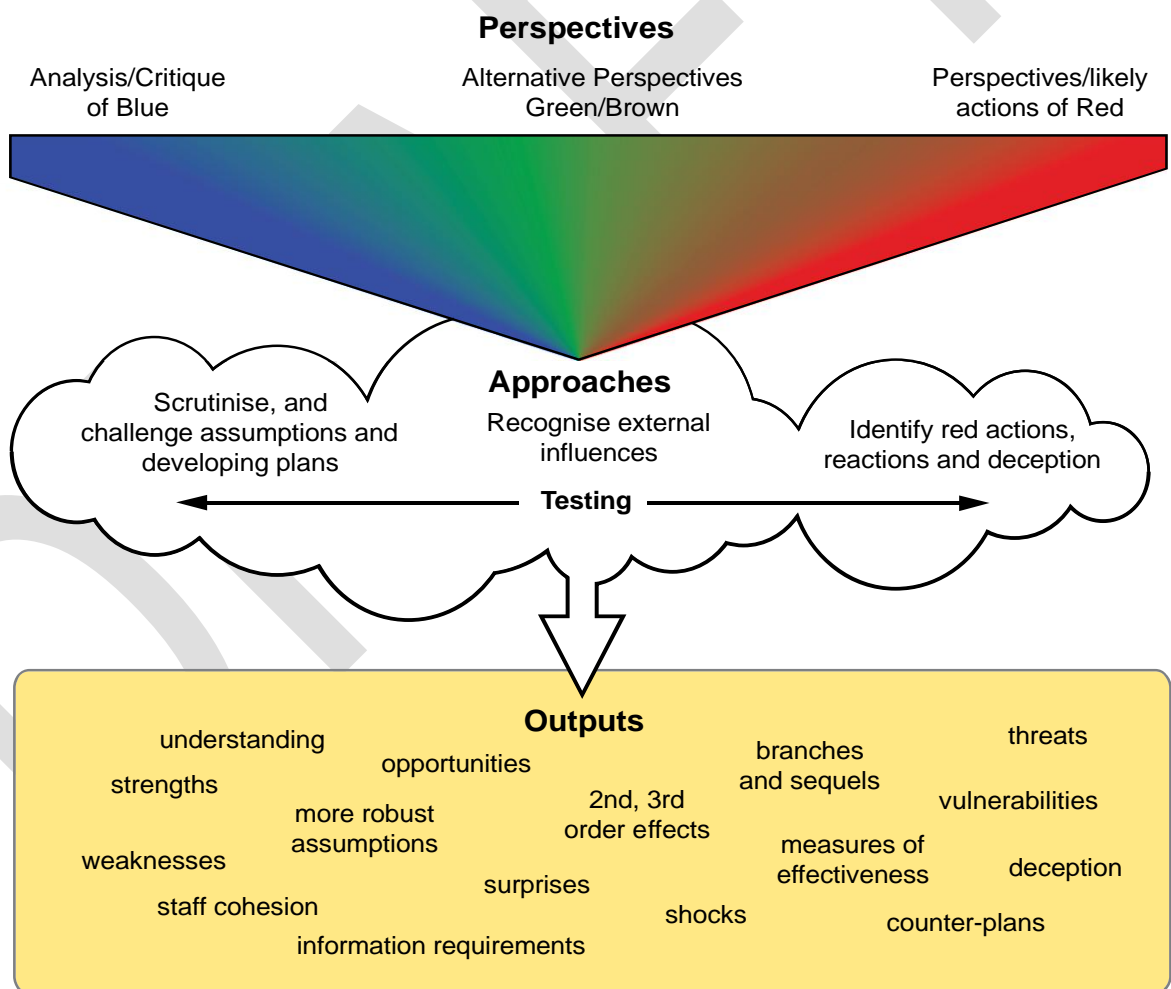 Perspectives
Analysis/Critique
of Blue
Alternative Perspectives
Green/Brown
Perspectives/likely
actions of Red
Approaches
Scrutinise, and
challenge assumptions and
developing plans
Recognise external
influences
Identify red actions,
reactions and deception
Testing
Outputs
understanding
opportunities
branches
and sequels
threats
strengths
more robust
assumptions
2nd, 3rd
order effects
vulnerabilities
weaknesses
measures of
effectiveness
deception
surprises
staff cohesion
shocks
counter-plans
information requirements